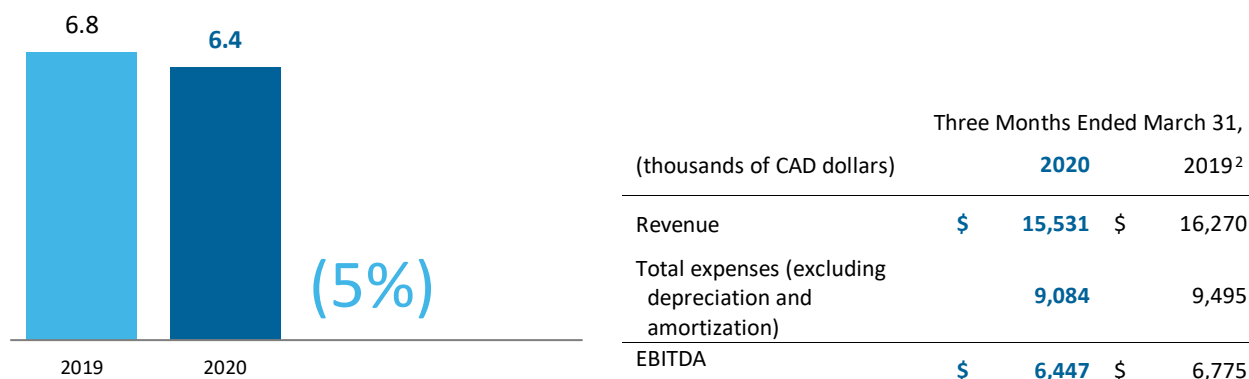 6.8
6.4
(5%)
2019
2020
Three Months Ended March 31,
(thousands of CAD dollars) 2020 2019²
Revenue $ 15,531 $ 16,270
Total expenses (excluding
depreciation and
amortization) 9,084 9,495
EBITDA $ 6,447 $ 6,775